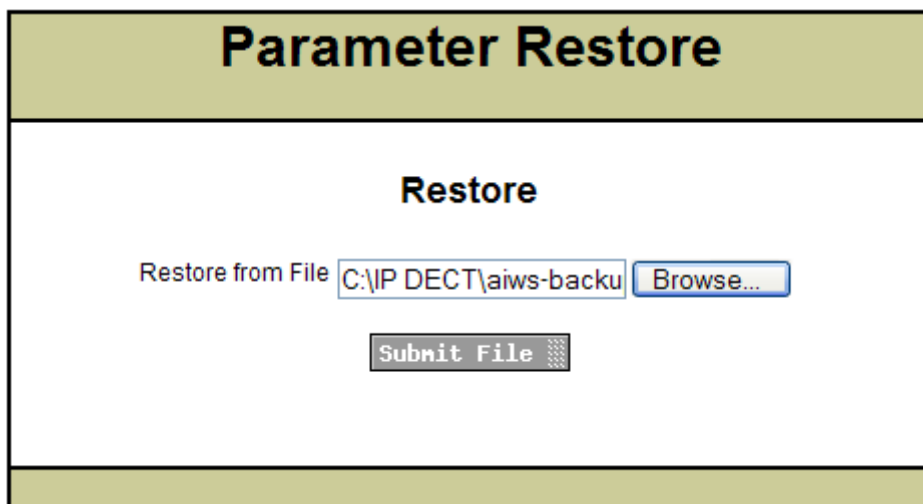 Parameter Restore
Restore
Restore from File C:\IP DECT\aiws-backu Browse...
Submit File